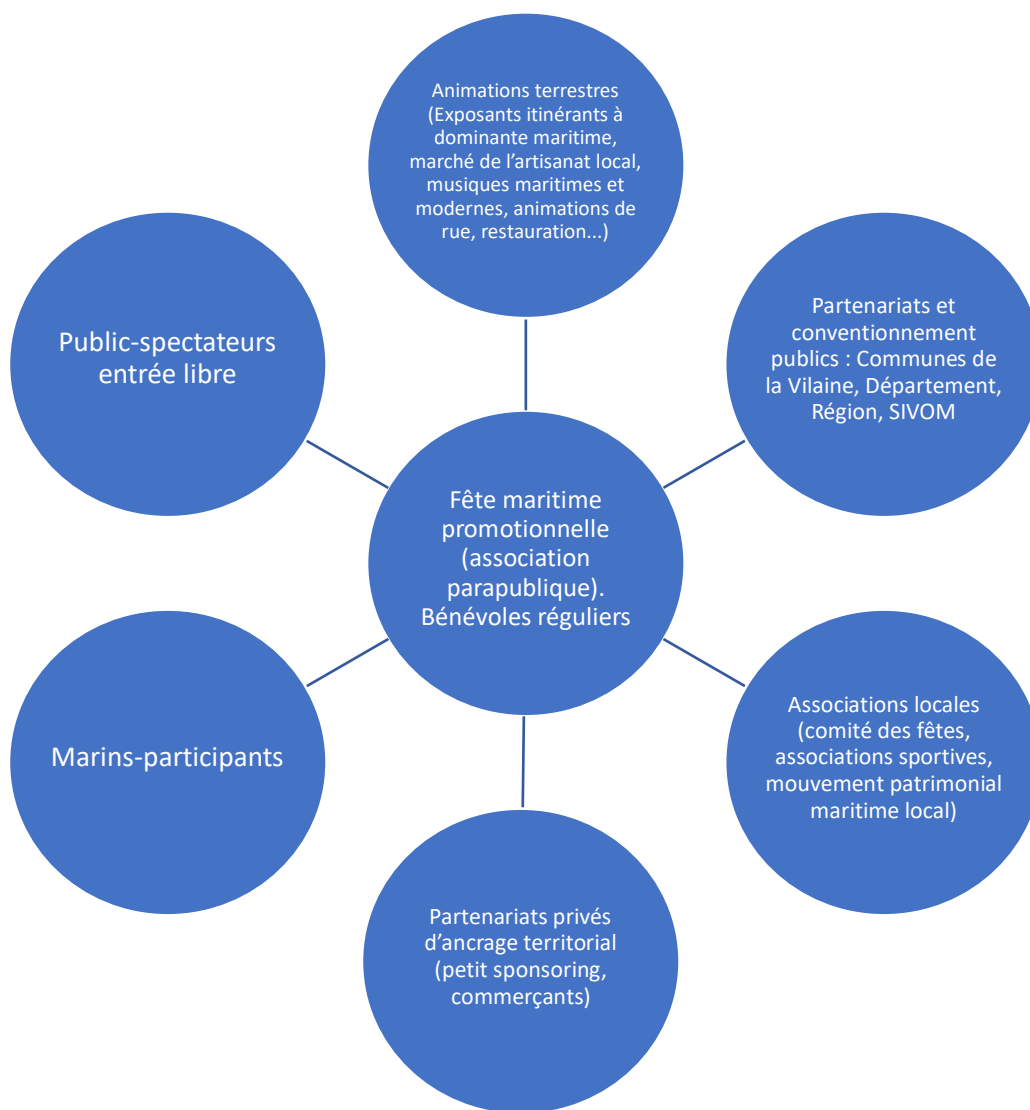 Animations terrestres
(Exposants itinérants à
dominante maritime,
marché de l’artisanat local,
musiques maritimes et
modernes, animations de
rue, restauration...)
Public-spectateurs
entrée libre
Partenariats et
conventionnement
publics : Communes de
la Vilaine, Département,
Région, SIVOM
Fête maritime
promotionnelle
(association
parapublique).
Bénévoles réguliers
Marins-participants
Associations locales
(comité des fêtes,
associations sportives,
mouvement patrimonial
maritime local)
Partenariats privés
d’ancrage territorial
(petit sponsoring,
commerçants)